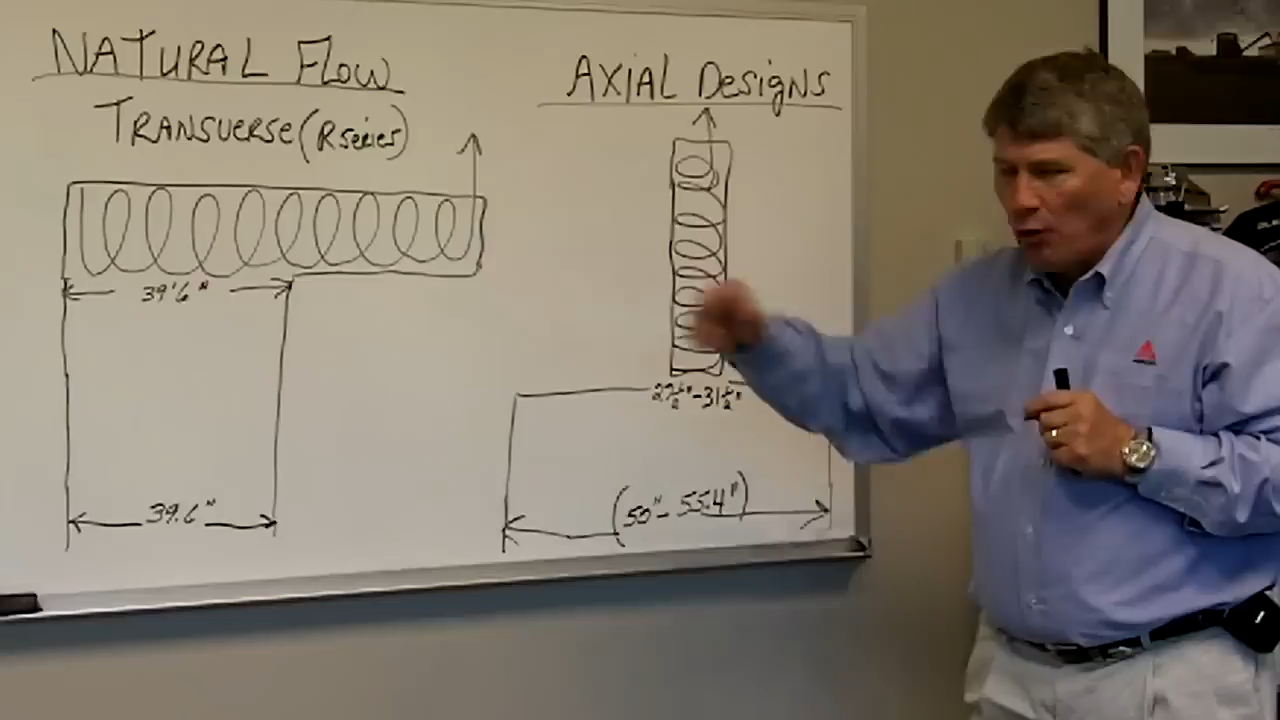 NATURAL FLOW
TRANSVERSE (R series)
39'6"
39.6"
AXIAL DESIGNS
27½"-31½"
(50"- 55.4")